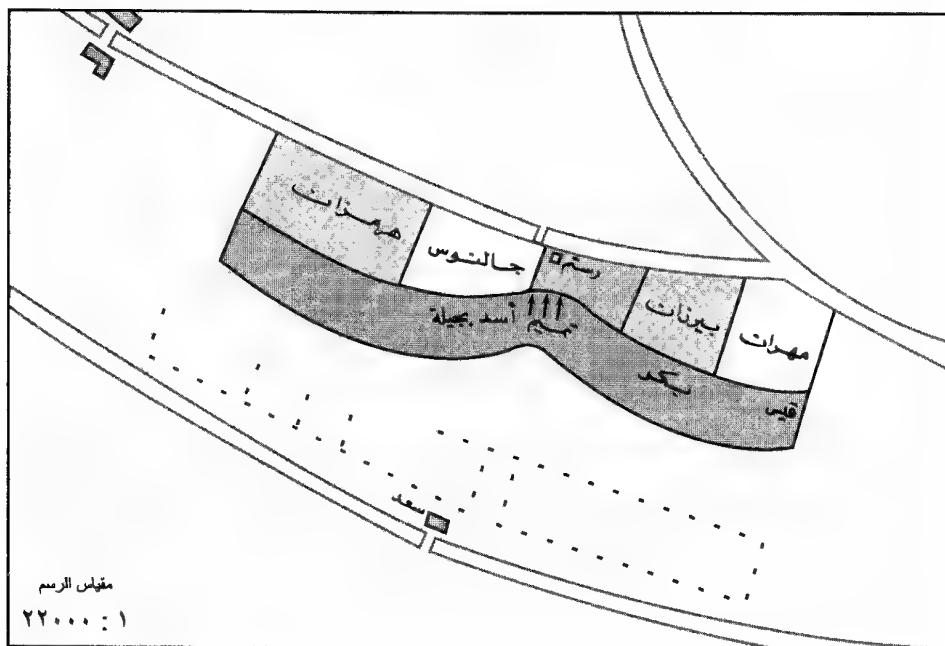 هرمزان
جالنوس
رستم
بيرزان
مهران
أسد بجيلة
تميم
بكر
قيس
سعد
مقياس الرسم
١ : ٢٢٠٠٠